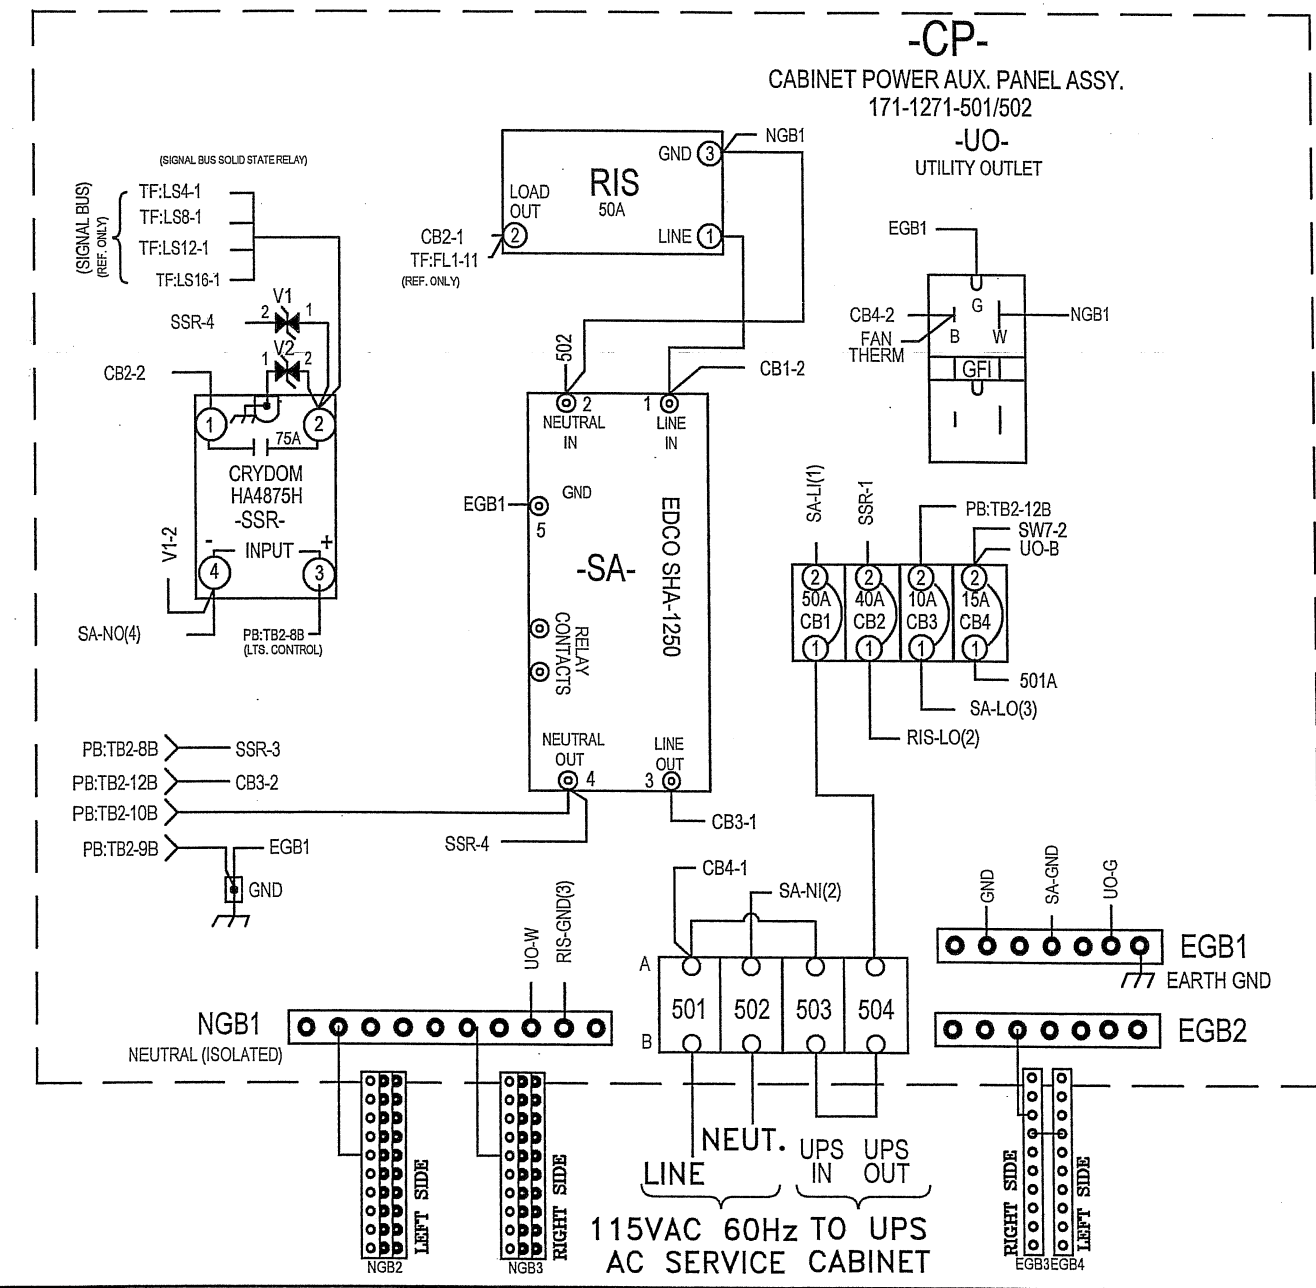 -CP-
CABINET POWER AUX. PANEL ASSY.
171-1271-501/502
-UO-
UTILITY OUTLET
(SIGNAL BUS SOLID STATE RELAY)
(SIGNAL BUS)
(REF. ONLY)
TF:LS4-1
TF:LS8-1
TF:LS12-1
TF:LS16-1
V1
2
1
SSR-4
V2
1
2
CB2-2
1
2
75A
CRYDOM
HA4875H
-SSR-
-
INPUT
+
4
3
V1-2
SA-NO(4)
PB:TB2-8B
(LTS. CONTROL)
GND
3
NGB1
RIS
50A
LOAD
OUT
2
LINE
1
CB2-1
TF:FL1-11
(REF. ONLY)
502
CB1-2
2
NEUTRAL
IN
1
LINE
IN
EGB1
GND
5
-SA-
EDCO SHA-1250
RELAY
CONTACTS
NEUTRAL
OUT
4
LINE
OUT
3
CB3-1
SSR-4
EGB1
G
CB4-2
B
W
NGB1
FAN
THERM
GFI
SA-LI(1)
SSR-1
PB:TB2-12B
SW7-2
UO-B
2
2
2
2
50A
40A
10A
15A
CB1
CB2
CB3
CB4
1
1
1
1
501A
SA-LO(3)
RIS-LO(2)
PB:TB2-8B
SSR-3
PB:TB2-12B
CB3-2
PB:TB2-10B
PB:TB2-9B
EGB1
GND
CB4-1
SA-NI(2)
A
501
502
503
504
B
GND
SA-GND
UO-G
EGB1
EARTH GND
EGB2
UO-W
RIS-GND(3)
NGB1
NEUTRAL (ISOLATED)
LEFT SIDE
NGB2
RIGHT SIDE
NGB3
LINE
NEUT.
UPS
IN
UPS
OUT
115VAC 60Hz TO UPS
AC SERVICE CABINET
RIGHT SIDE
EGB3
LEFT SIDE
EGB4